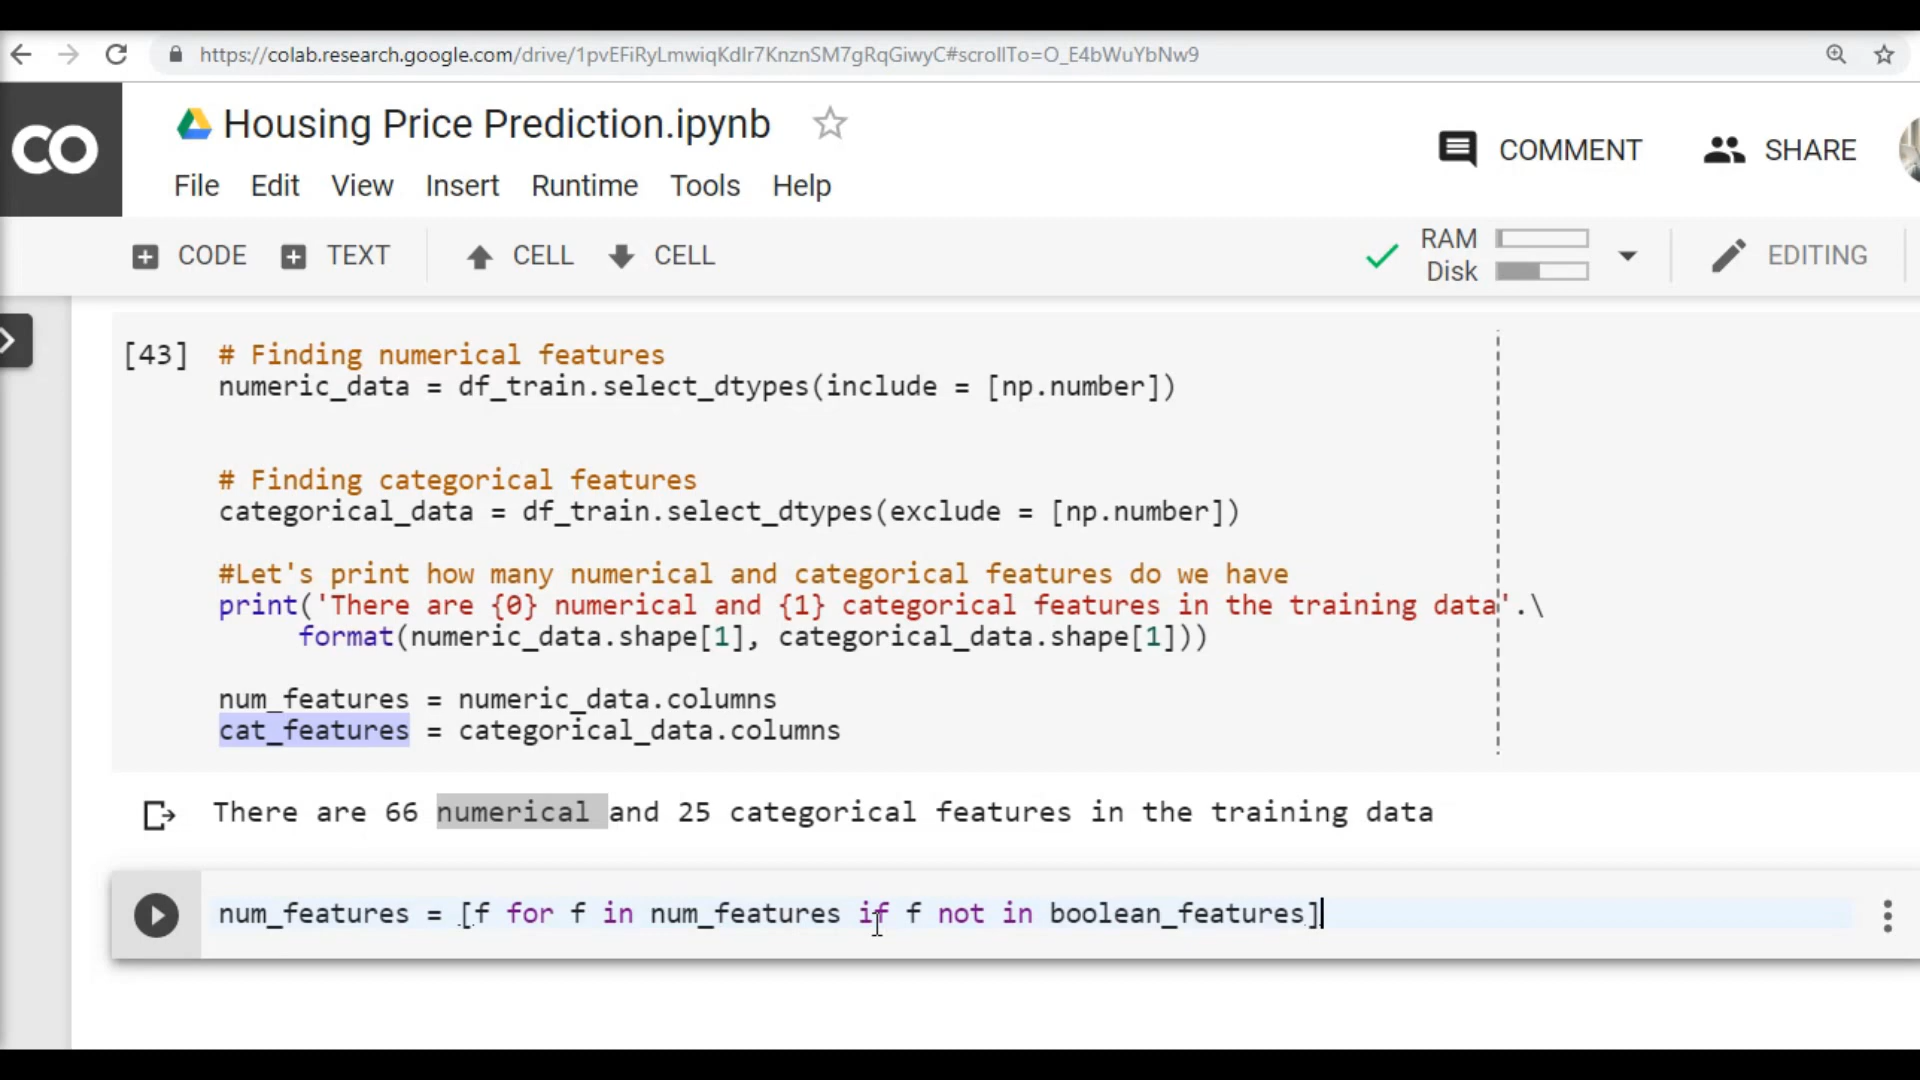 https://colab.research.google.com/drive/1pvEFiRyLmwiqKdIr7KnznSM7gRqGiwyC#scrollTo=O_E4bWuYbNw9
CO
Housing Price Prediction.ipynb
COMMENT
SHARE
File Edit View Insert Runtime Tools Help
CODE
TEXT
CELL
CELL
RAM
Disk
EDITING
[43]
# Finding numerical features
numeric_data = df_train.select_dtypes(include = [np.number])
# Finding categorical features
categorical_data = df_train.select_dtypes(exclude = [np.number])
#Let's print how many numerical and categorical features do we have
print('There are {0} numerical and {1} categorical features in the training data'.\
format(numeric_data.shape[1], categorical_data.shape[1]))
num_features = numeric_data.columns
cat_features = categorical_data.columns
There are 66 numerical and 25 categorical features in the training data
num_features = [f for f in num_features if f not in boolean_features]